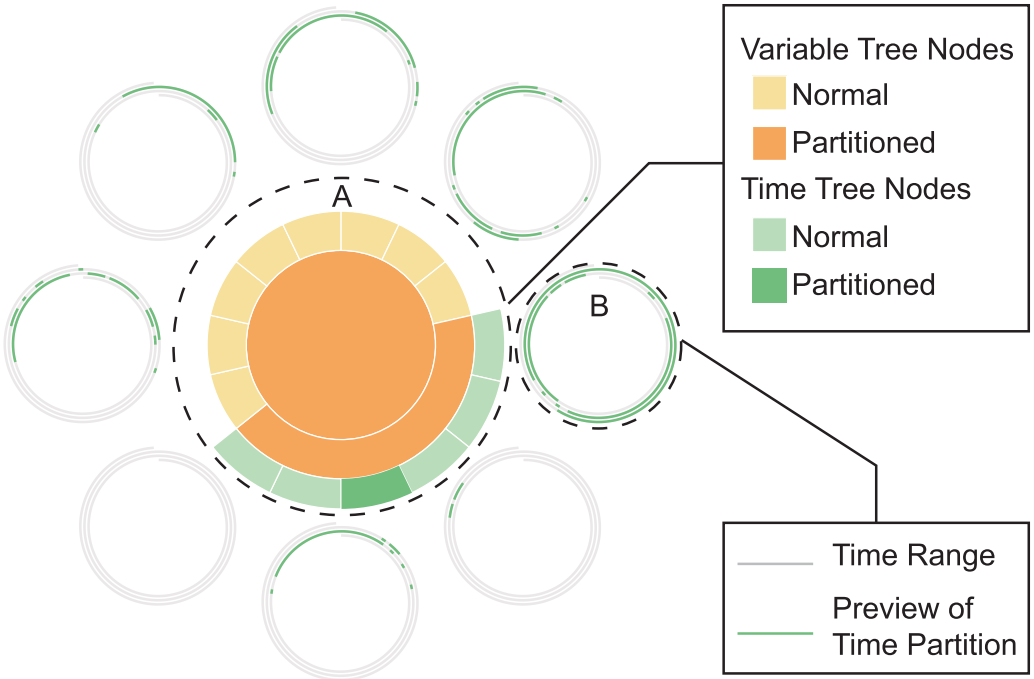 A
B
Variable Tree Nodes
Normal
Partitioned
Time Tree Nodes
Normal
Partitioned
Time Range
Preview of
Time Partition